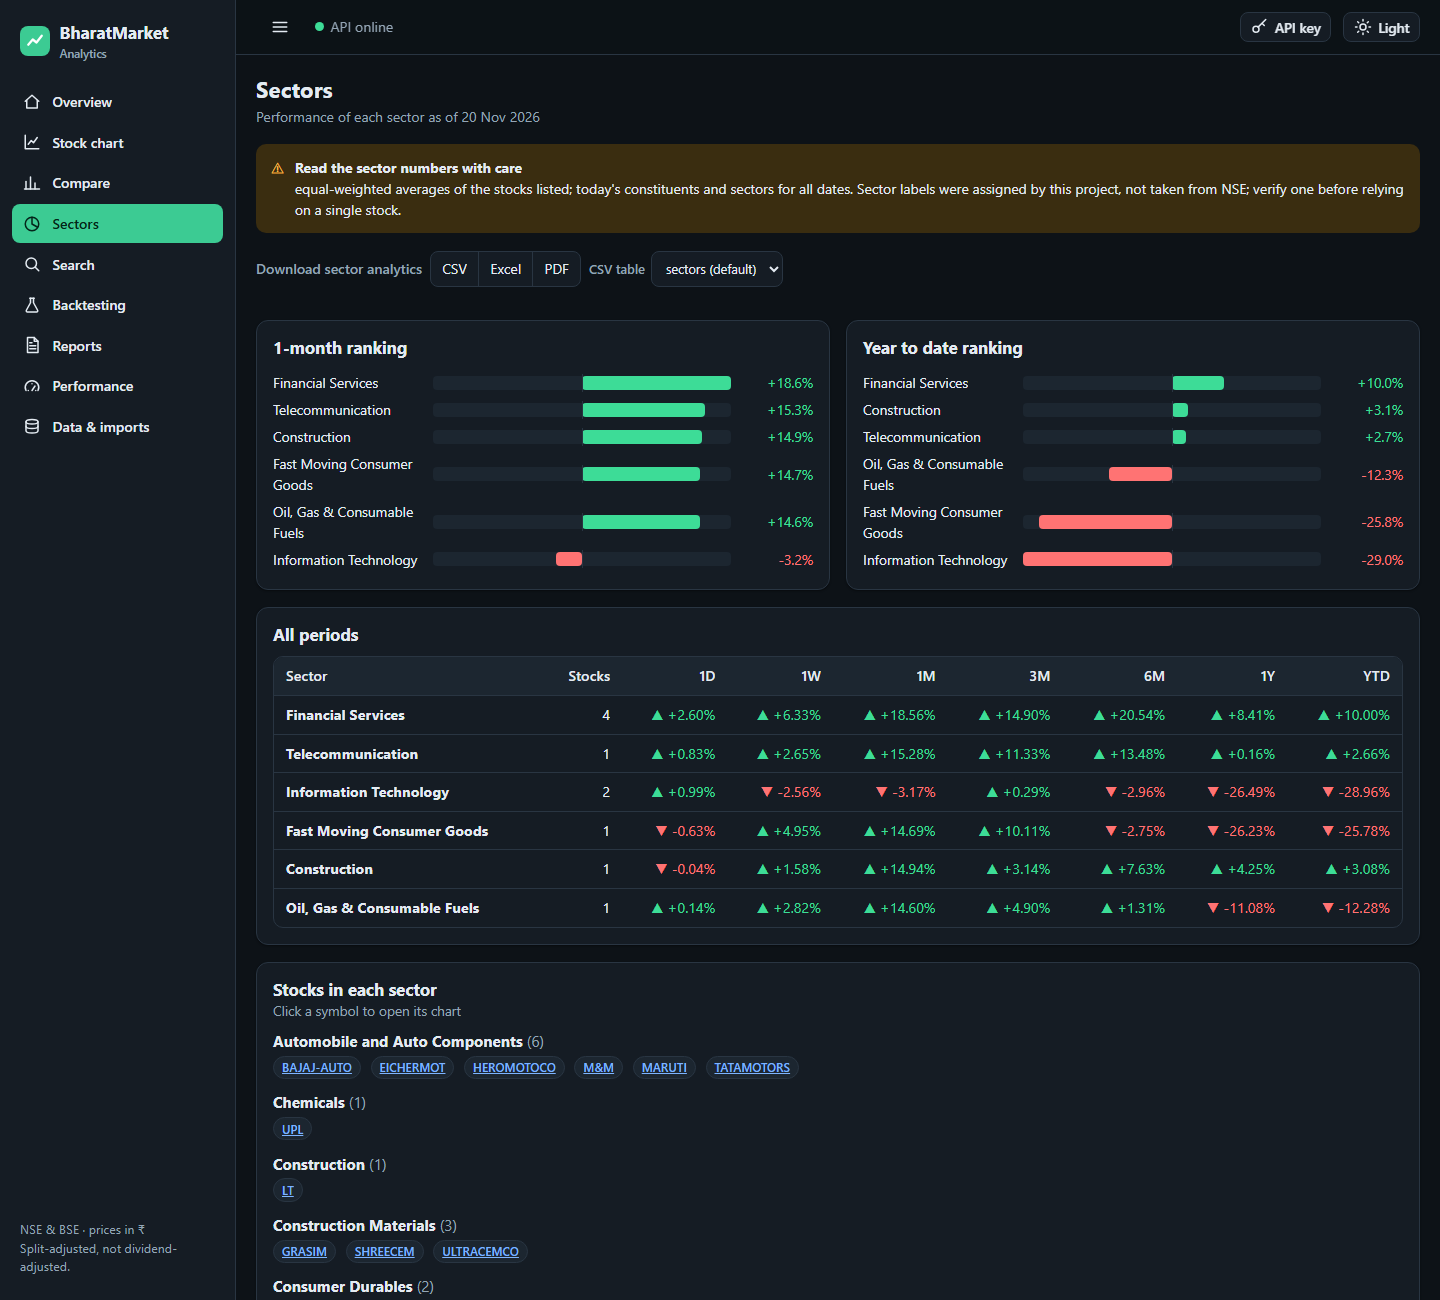 BharatMarket
Analytics
Overview
Stock chart
Compare
Sectors
Search
Backtesting
Reports
Performance
Data & imports
NSE & BSE · prices in ₹
Split-adjusted, not dividend-
adjusted.
API online
API key
Light
Sectors
Performance of each sector as of 20 Nov 2026
Read the sector numbers with care
equal-weighted averages of the stocks listed; today's constituents and sectors for all dates. Sector labels were assigned by this project, not taken from NSE; verify one before relying
on a single stock.
Download sector analytics CSV Excel PDF CSV table sectors (default)
1-month ranking
Financial Services +18.6%
Telecommunication +15.3%
Construction +14.9%
Fast Moving Consumer
Goods +14.7%
Oil, Gas & Consumable
Fuels +14.6%
Information Technology -3.2%
Year to date ranking
Financial Services +10.0%
Construction +3.1%
Telecommunication +2.7%
Oil, Gas & Consumable
Fuels -12.3%
Fast Moving Consumer
Goods -25.8%
Information Technology -29.0%
All periods
Sector Stocks 1D 1W 1M 3M 6M 1Y YTD
Financial Services 4 ▲ +2.60% ▲ +6.33% ▲ +18.56% ▲ +14.90% ▲ +20.54% ▲ +8.41% ▲ +10.00%
Telecommunication 1 ▲ +0.83% ▲ +2.65% ▲ +15.28% ▲ +11.33% ▲ +13.48% ▲ +0.16% ▲ +2.66%
Information Technology 2 ▲ +0.99% ▼ -2.56% ▼ -3.17% ▲ +0.29% ▼ -2.96% ▼ -26.49% ▼ -28.96%
Fast Moving Consumer Goods 1 ▼ -0.63% ▲ +4.95% ▲ +14.69% ▲ +10.11% ▼ -2.75% ▼ -26.23% ▼ -25.78%
Construction 1 ▼ -0.04% ▲ +1.58% ▲ +14.94% ▲ +3.14% ▲ +7.63% ▲ +4.25% ▲ +3.08%
Oil, Gas & Consumable Fuels 1 ▲ +0.14% ▲ +2.82% ▲ +14.60% ▲ +4.90% ▲ +1.31% ▼ -11.08% ▼ -12.28%
Stocks in each sector
Click a symbol to open its chart
Automobile and Auto Components (6)
BAJAJ-AUTO EICHERMOT HEROMOTOCO M&M MARUTI TATAMOTORS
Chemicals (1)
UPL
Construction (1)
LT
Construction Materials (3)
GRASIM SHREECEM ULTRACEMCO
Consumer Durables (2)